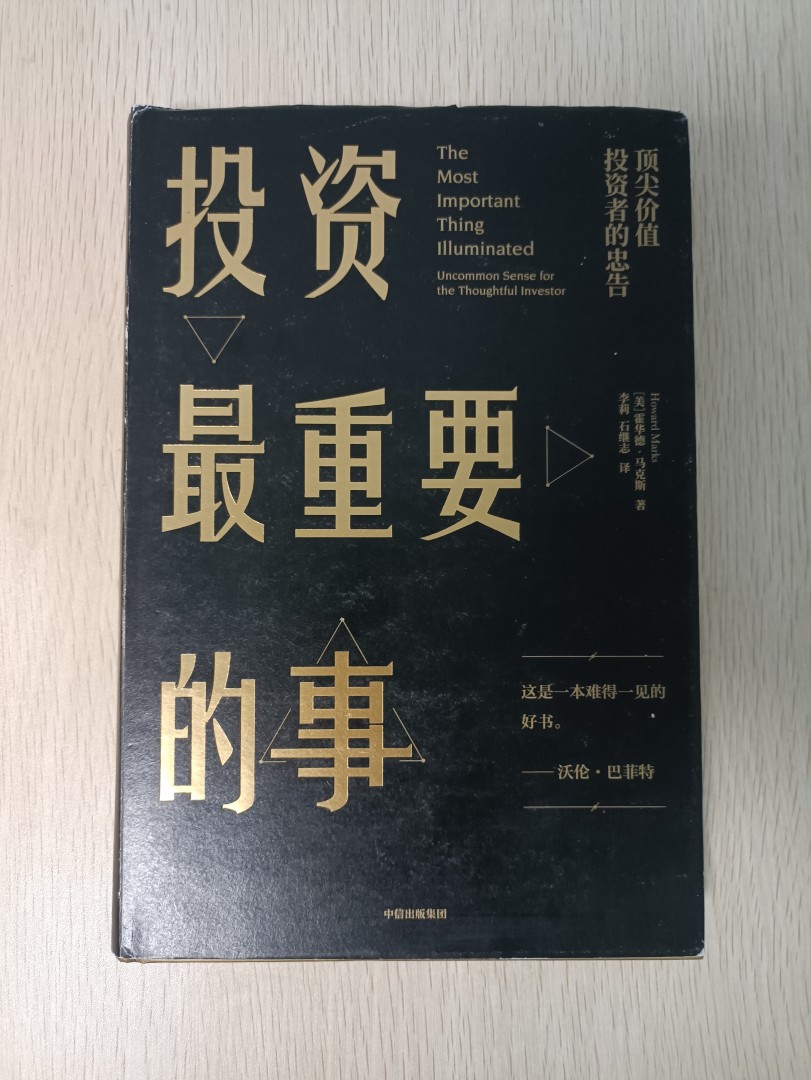 投资
最重要
的事
The
Most
Important
Thing
Illuminated
Uncommon Sense for
the Thoughtful Investor
顶尖价值
投资者的忠告
Howard Marks
[美]霍华德·马克斯 著
李莉 石继志 译
这是一本难得一见的
好书。
——沃伦·巴菲特
中信出版集团